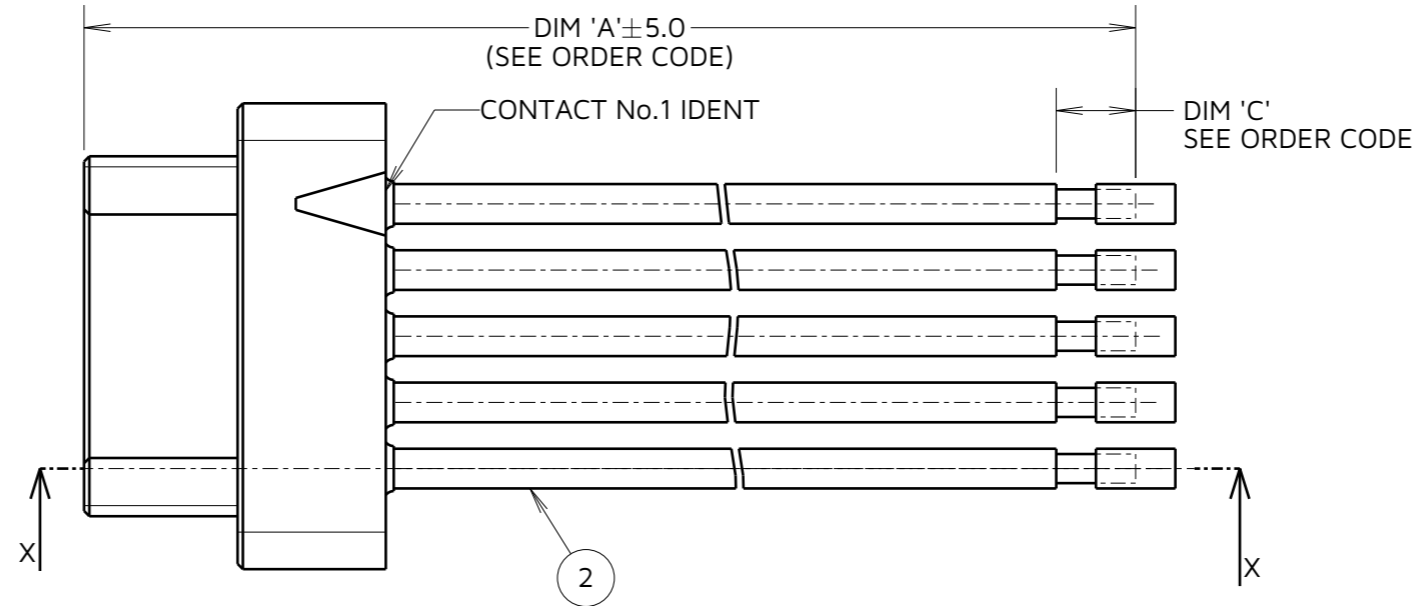 DIM 'A'±5.0
(SEE ORDER CODE)
CONTACT No.1 IDENT
DIM 'C'
SEE ORDER CODE
X
X
2